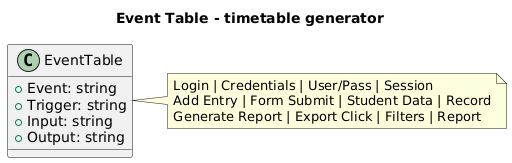 Event Table - timetable generator
C EventTable
Event: string
Trigger: string
Input: string
Output: string
Login | Credentials | User/Pass | Session
Add Entry | Form Submit | Student Data | Record
Generate Report | Export Click | Filters | Report